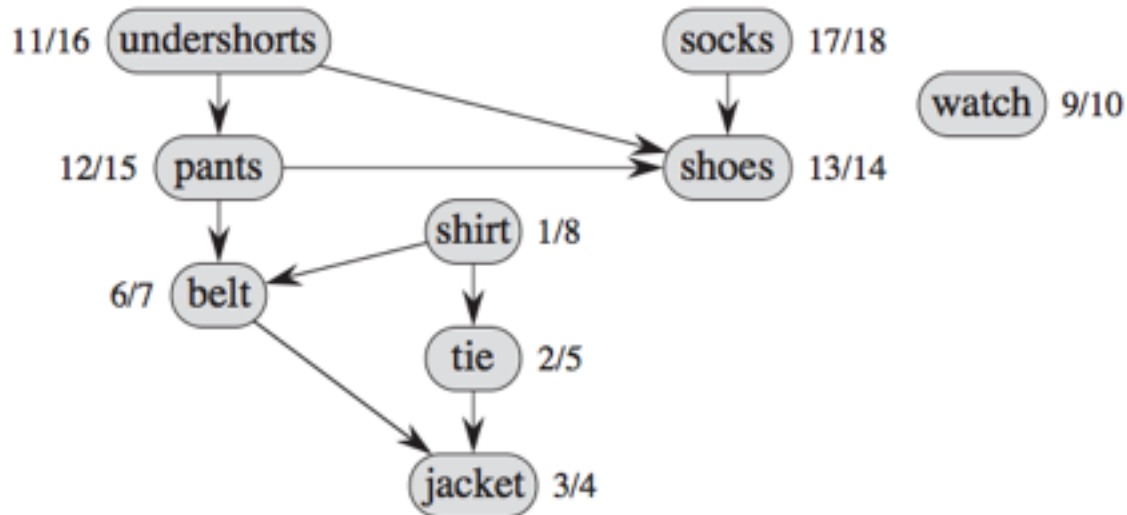 11/16 undershorts socks 17/18
watch 9/10
12/15 pants shoes 13/14
shirt 1/8
6/7 belt
tie 2/5
jacket 3/4